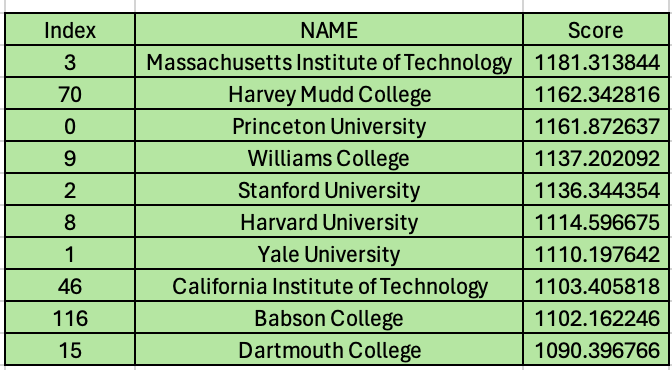 Index NAME Score
3 Massachusetts Institute of Technology 1181.313844
70 Harvey Mudd College 1162.342816
0 Princeton University 1161.872637
9 Williams College 1137.202092
2 Stanford University 1136.344354
8 Harvard University 1114.596675
1 Yale University 1110.197642
46 California Institute of Technology 1103.405818
116 Babson College 1102.162246
15 Dartmouth College 1090.396766